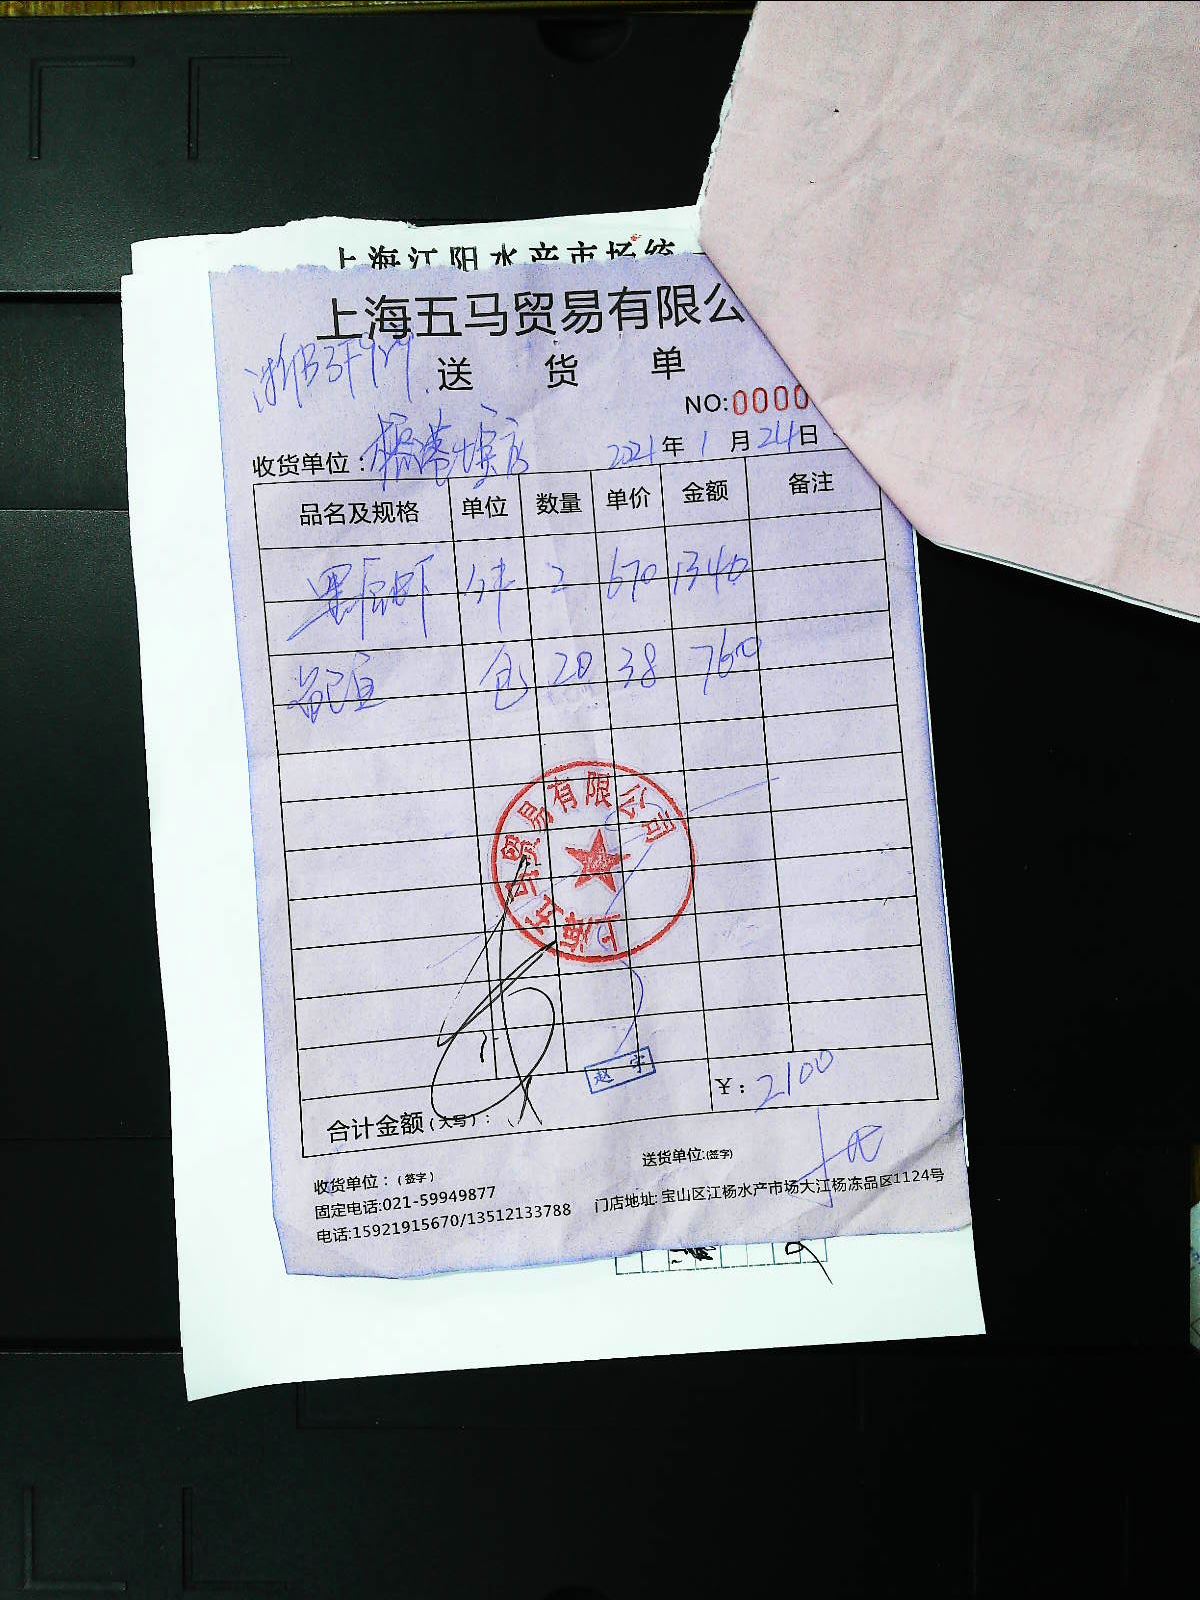 上海江阳水产市场统一
上海五马贸易有限公
送 货 单
NO:0000
收货单位： 2021年1月24日
品名及规格 单位 数量 单价 金额 备注
黑虎虾 件 2 670 1340
包 20 38 760
上海五马贸易有限公司
赵宇
合计金额(大写)： ¥：2100
收货单位：(签字) 送货单位:(签字)
固定电话:021-59949877
电话:15921915670/13512133788 门店地址:宝山区江杨水产市场大江杨冻品区1124号